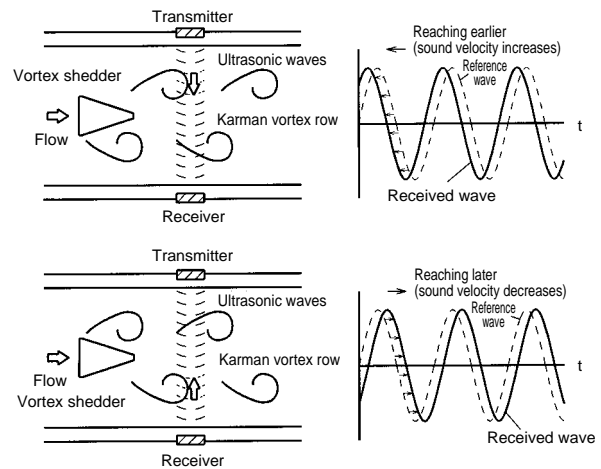 Transmitter
Vortex shedder
Ultrasonic waves
Flow
Karman vortex row
Receiver
Reaching earlier
(sound velocity increases)
Reference
wave
t
Received wave
Transmitter
Ultrasonic waves
Flow
Karman vortex row
Vortex shedder
Receiver
Reaching later
(sound velocity decreases)
Reference
wave
t
Received wave